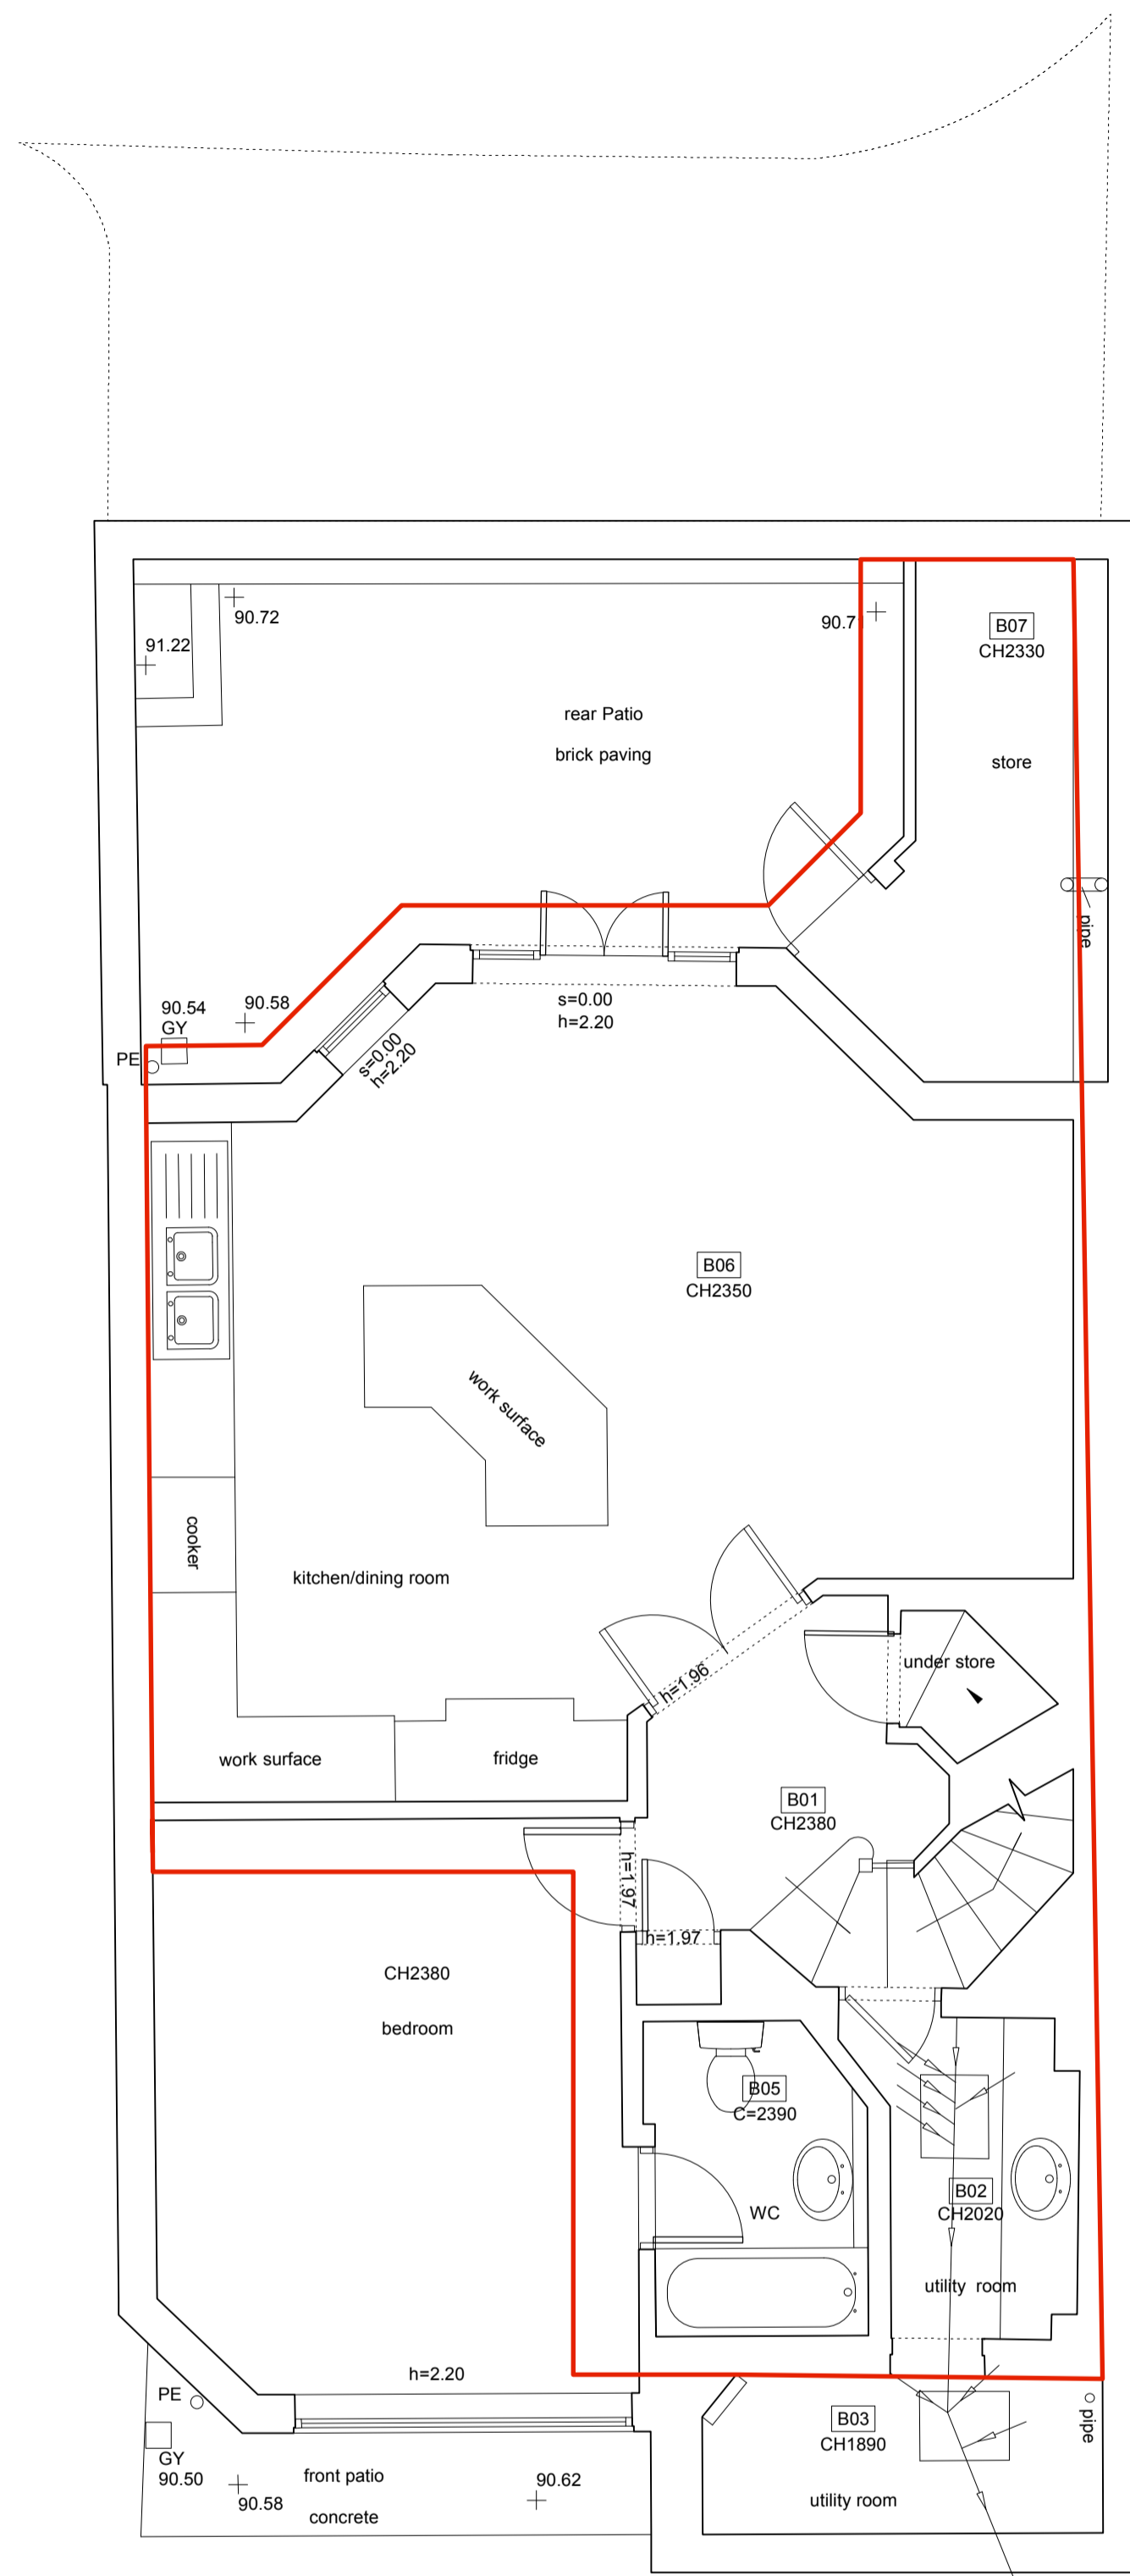 90.72
90.71
91.22
B07
CH2330
rear Patio
brick paving
store
pipe
90.54
GY
90.58
PE
s=0.00
h=2.20
s=0.00
h=2.20
B06
CH2350
work surface
cooker
kitchen/dining room
under store
h=1.96
work surface
fridge
B01
CH2380
h=1.97
h=1.97
CH2380
bedroom
B05
C=2390
WC
B02
CH2020
utility room
h=2.20
PE
GY
90.50
90.58
front patio
concrete
90.62
B03
CH1890
utility room
pipe